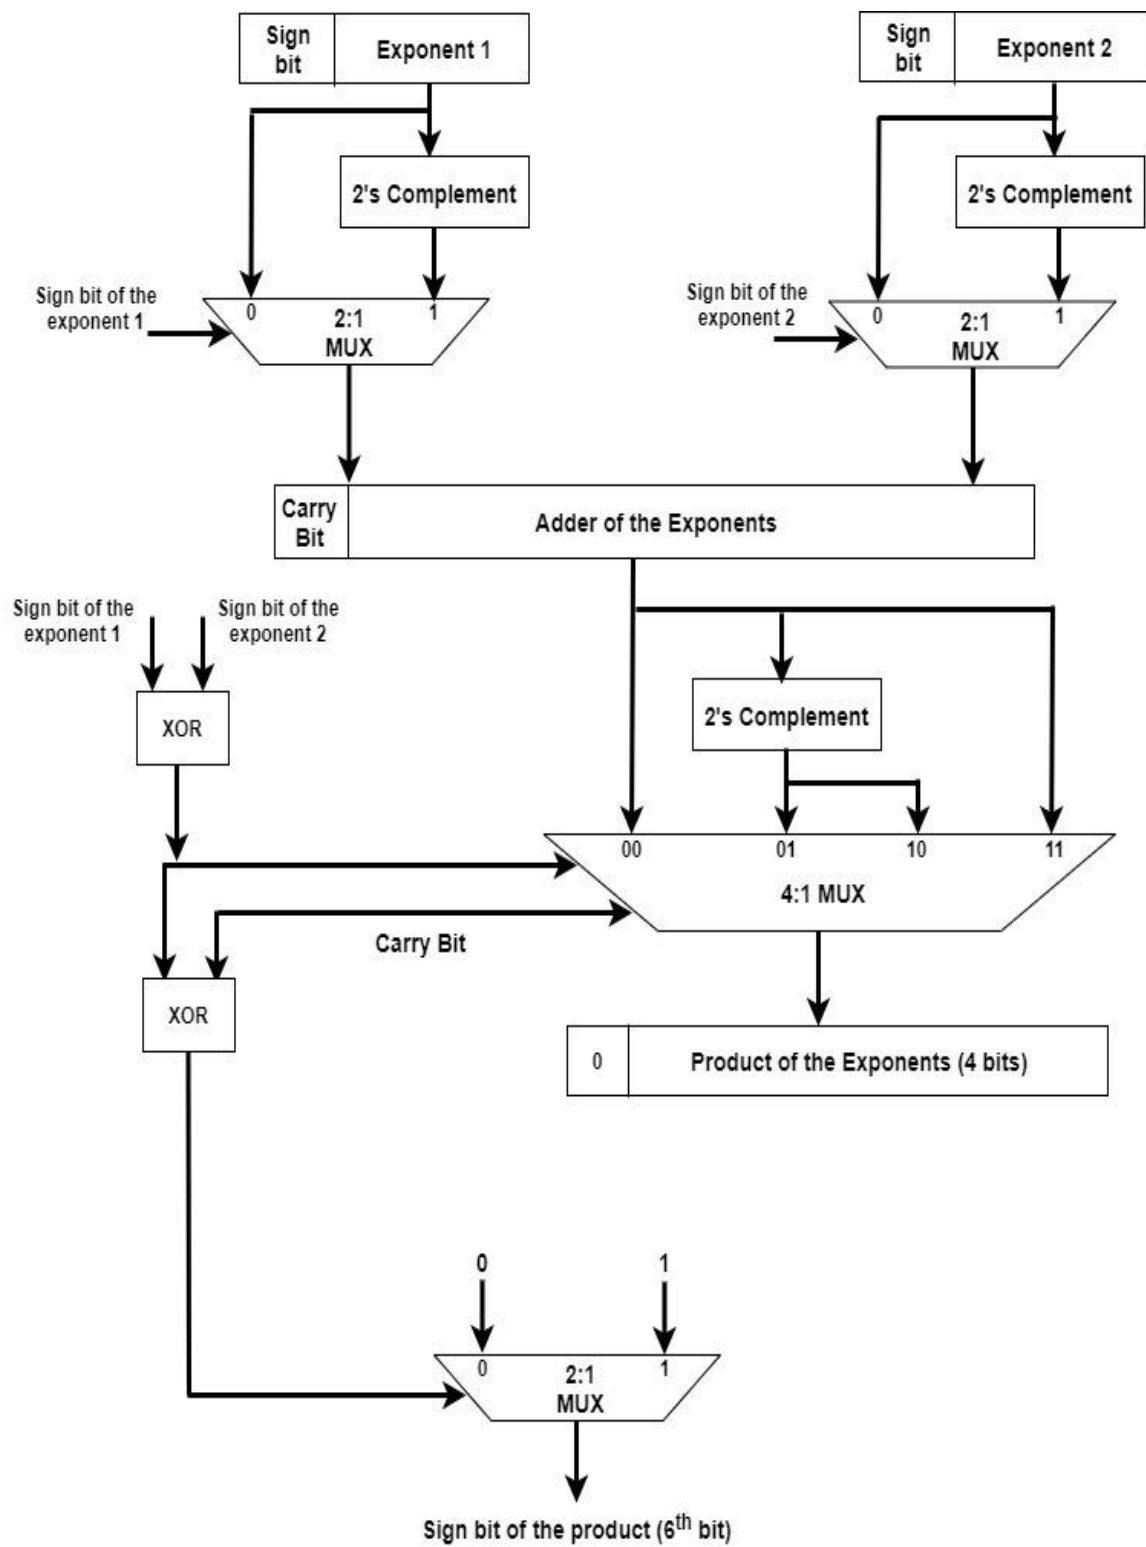 Sign
bit
Exponent 1
Sign
bit
Exponent 2
2's Complement
2's Complement
Sign bit of the
exponent 1
0
2:1
MUX
1
Sign bit of the
exponent 2
0
2:1
MUX
1
Carry
Bit
Adder of the Exponents
Sign bit of the
exponent 1
Sign bit of the
exponent 2
XOR
2's Complement
00
01
10
11
4:1 MUX
Carry Bit
XOR
0
Product of the Exponents (4 bits)
0
1
0
2:1
MUX
1
Sign bit of the product (6th bit)